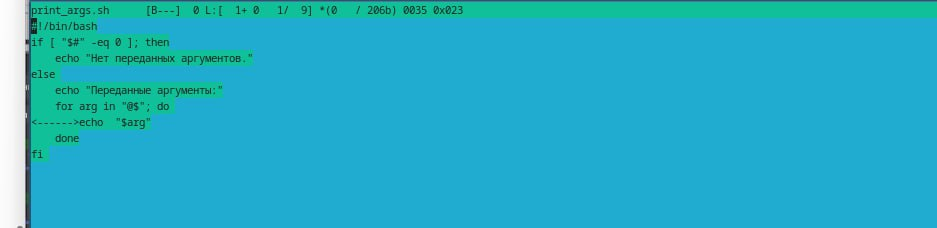 print_args.sh [B---] 0 L:[ 1+ 0 1/ 9] *(0 / 206b) 0035 0x023
#!/bin/bash
if [ "$#" -eq 0 ]; then
    echo "Нет переданных аргументов."
else
    echo "Переданные аргументы:"
    for arg in "@$"; do
<------>echo  "$arg"
    done
fi